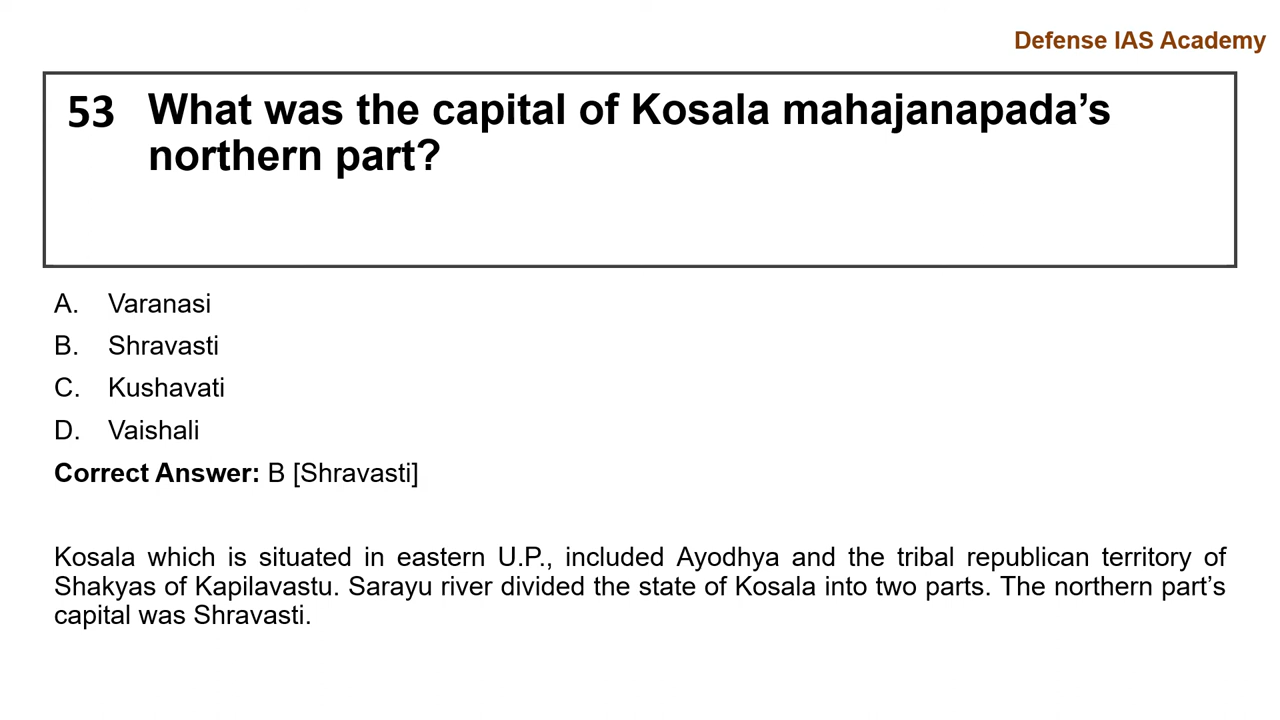 Defense IAS Academy
53 What was the capital of Kosala mahajanapada’s
northern part?
A. Varanasi
B. Shravasti
C. Kushavati
D. Vaishali
Correct Answer: B [Shravasti]
Kosala which is situated in eastern U.P., included Ayodhya and the tribal republican territory of
Shakyas of Kapilavastu. Sarayu river divided the state of Kosala into two parts. The northern part’s
capital was Shravasti.